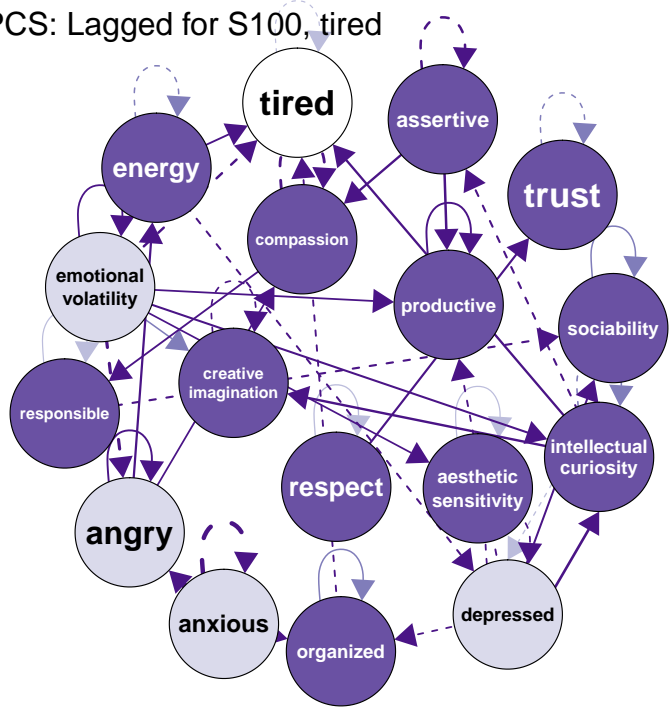 PCS: Lagged for S100, tired
tired
assertive
energy
trust
compassion
emotional
volatility
productive
sociability
creative
imagination
responsible
intellectual
curiosity
respect
aesthetic
sensitivity
angry
depressed
anxious
organized